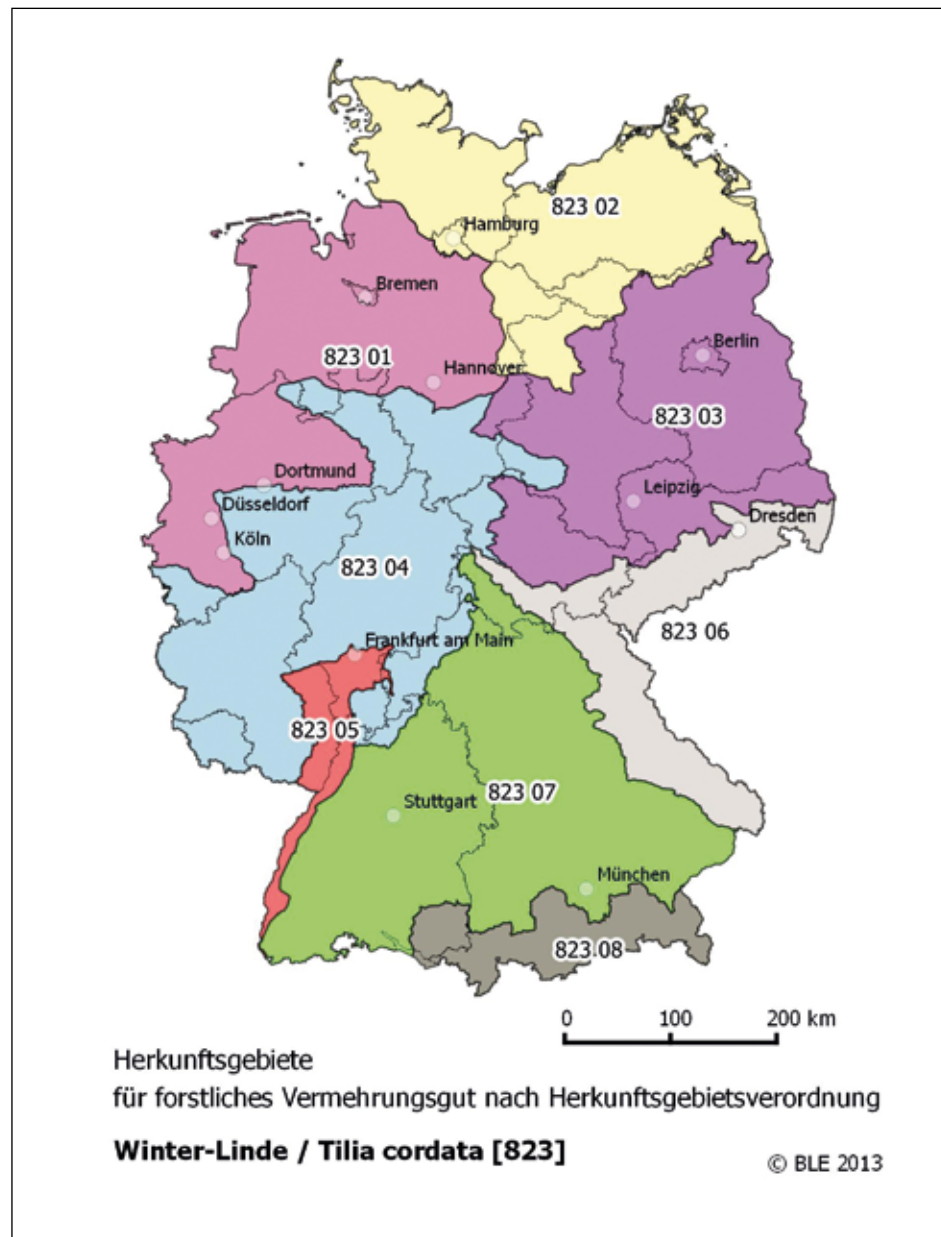 823 02
Hamburg
Bremen
823 01
Berlin
Hannover
823 03
Dortmund
Leipzig
Düsseldorf
Dresden
Köln
823 04
823 06
Frankfurt am Main
823 05
823 07
Stuttgart
München
823 08
0 100 200 km
Herkunftsgebiete
für forstliches Vermehrungsgut nach Herkunftsgebietsverordnung
Winter-Linde / Tilia cordata [823]
© BLE 2013